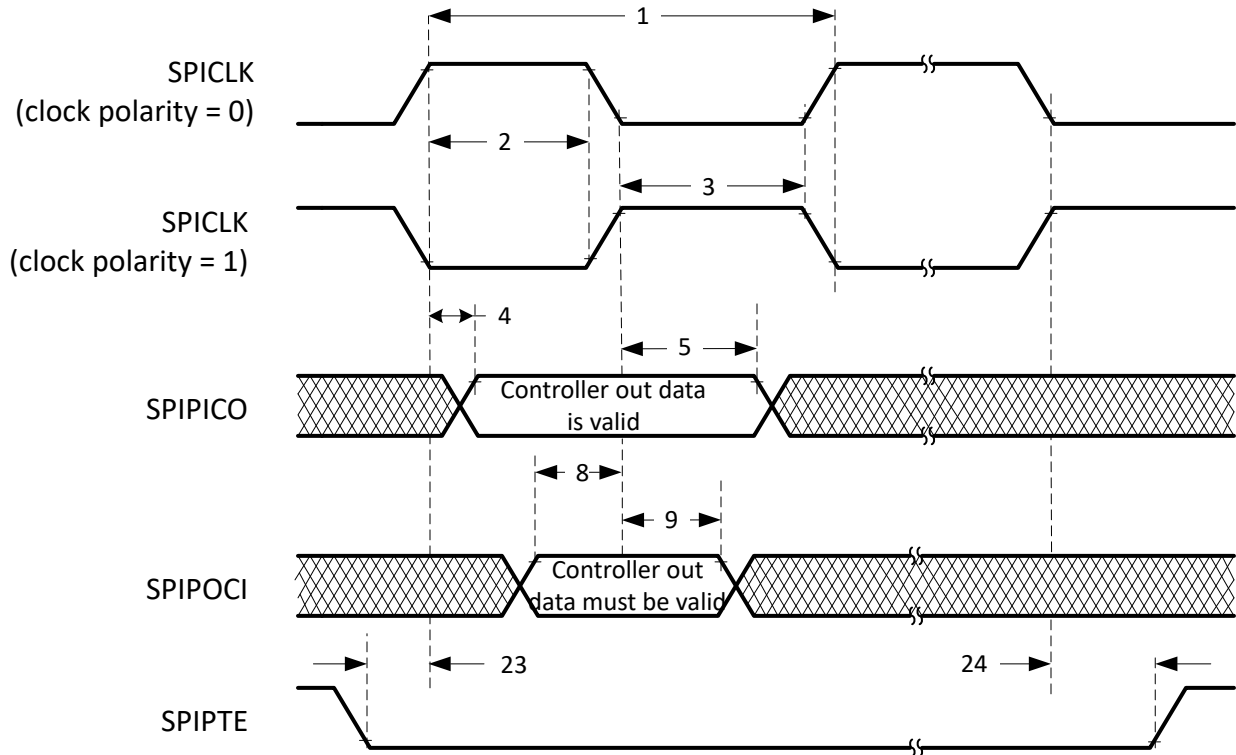 1
SPICLK
(clock polarity = 0)
2
3
SPICLK
(clock polarity = 1)
4
5
Controller out data
is valid
SPIPICO
8
9
Controller out
data must be valid
SPIPOCI
23
24
SPIPTE